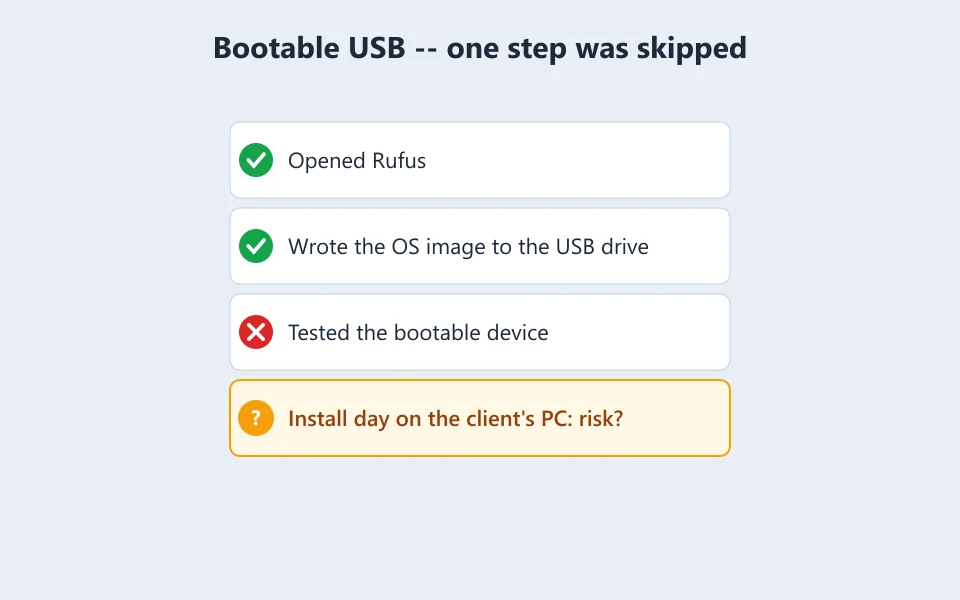 Bootable USB -- one step was skipped
Opened Rufus
Wrote the OS image to the USB drive
Tested the bootable device
? Install day on the client's PC: risk?